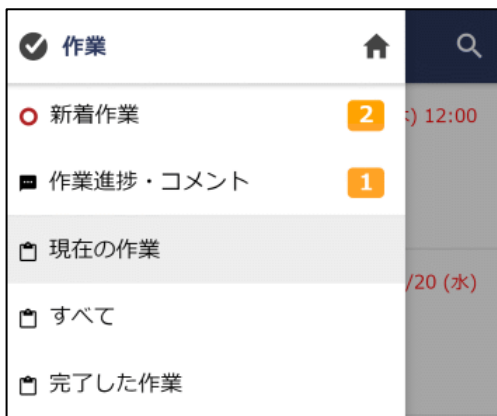 作業
新着作業 2
) 12:00
作業進捗・コメント 1
現在の作業
/20 (水)
すべて
完了した作業